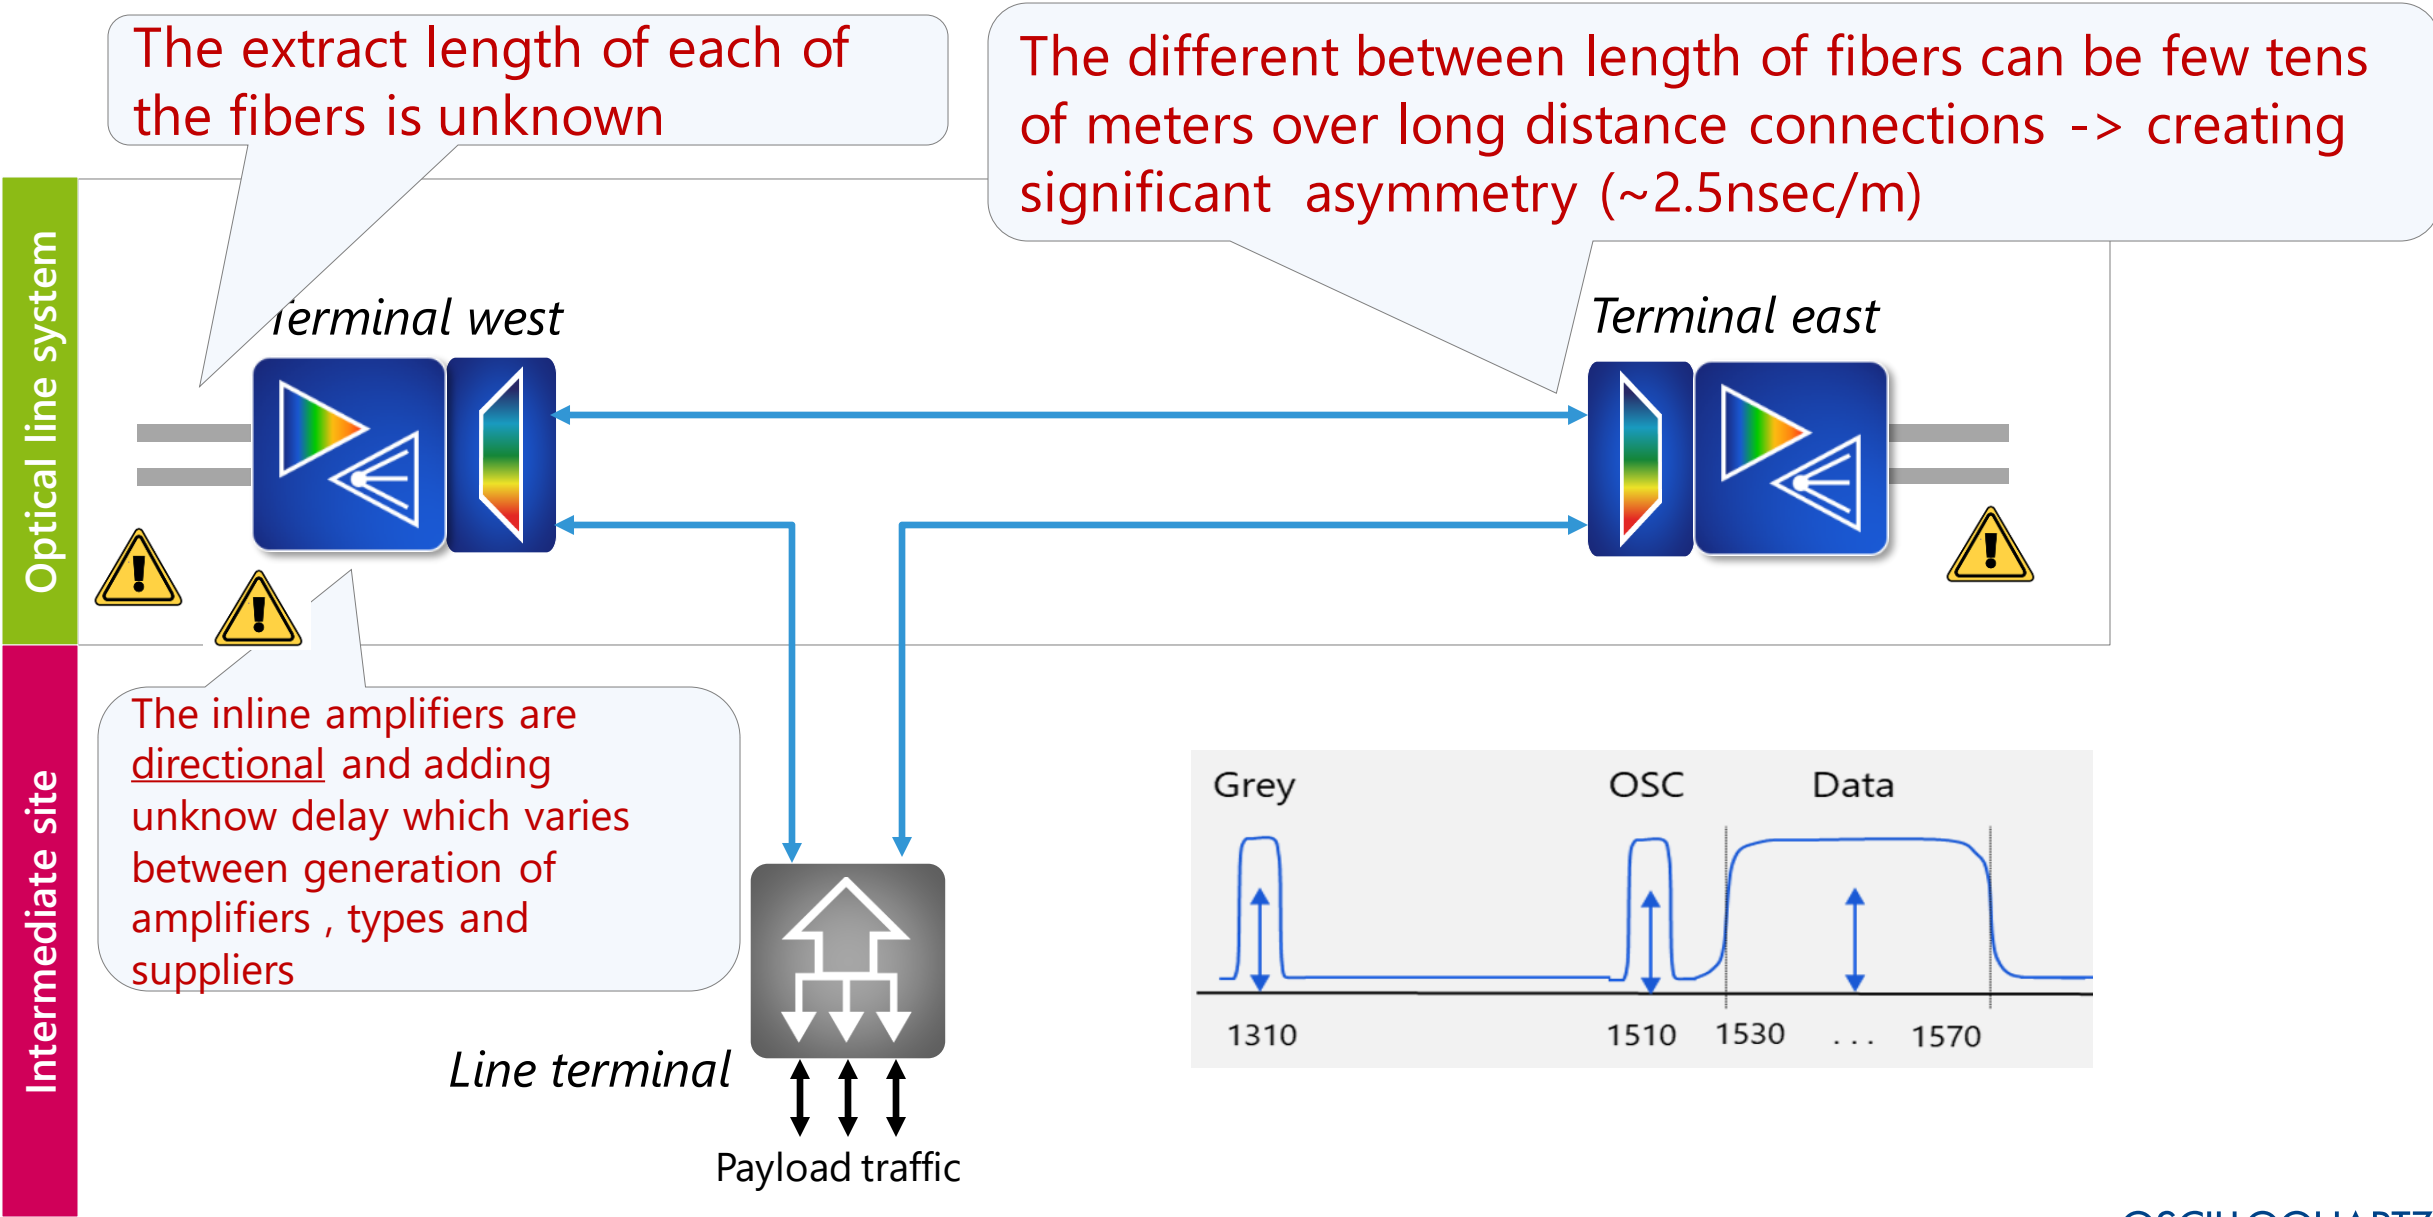 The extract length of each of
the fibers is unknown
The different between length of fibers can be few tens
of meters over long distance connections -> creating
significant asymmetry (~2.5nsec/m)
Optical line system
Terminal west
Terminal east
The inline amplifiers are
directional and adding
unknow delay which varies
between generation of
amplifiers , types and
suppliers
Intermediate site
Line terminal
Payload traffic
Grey
OSC
Data
1310
1510
1530
. . .
1570